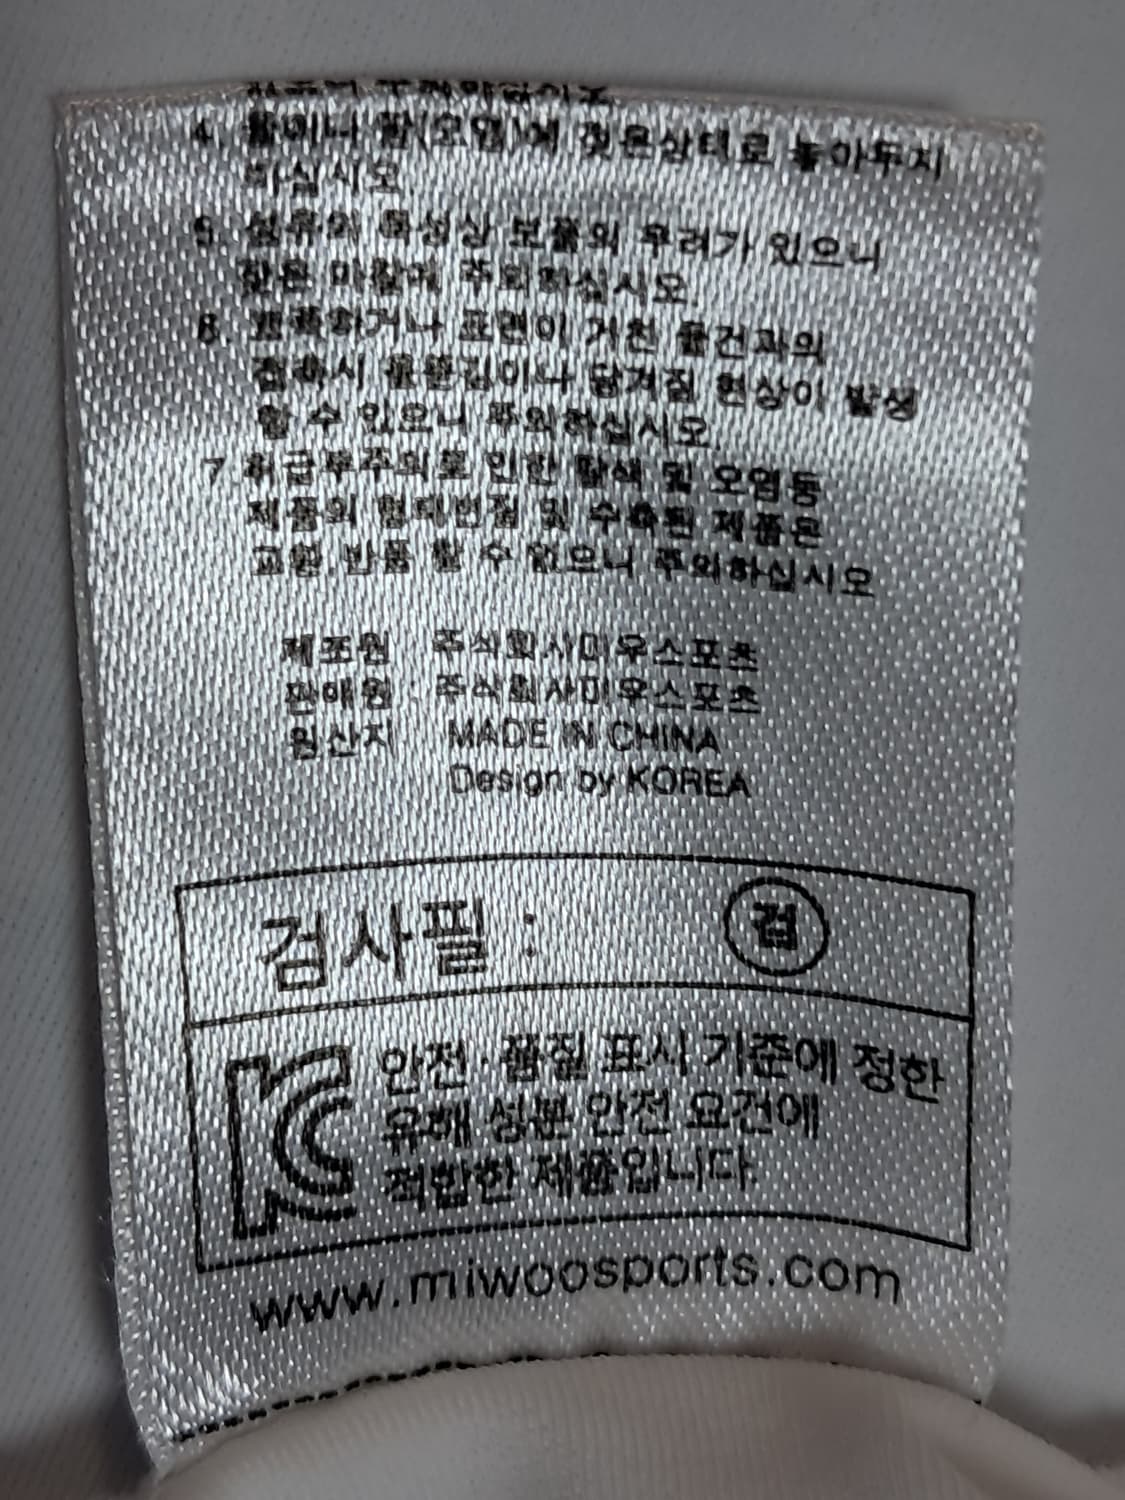 4. 물이나 땀(오염)에 젖은상태로 놓아두지
마십시오.
5. 섬유의 특성상 보풀의 우려가 있으니
잦은 마찰에 주의하십시오.
6. 표면이 거친 물건과의
접촉시 올뜯김이나 당겨짐 현상이 발생
할 수 있으니 주의하십시오.
7. 취급부주의로 인한 탈색 및 오염등
제품의 형태변형 및 수축된 제품은
교환,반품 할 수 없으니 주의하십시오
제조원 주식회사미우스포츠
판매원 주식회사미우스포츠
원산지 MADE IN CHINA
Design by KOREA
검사필 : 검
안전·품질 표시 기준에 정한
유해 성분 안전 요건에
적합한 제품입니다.
www.miwoosports.com